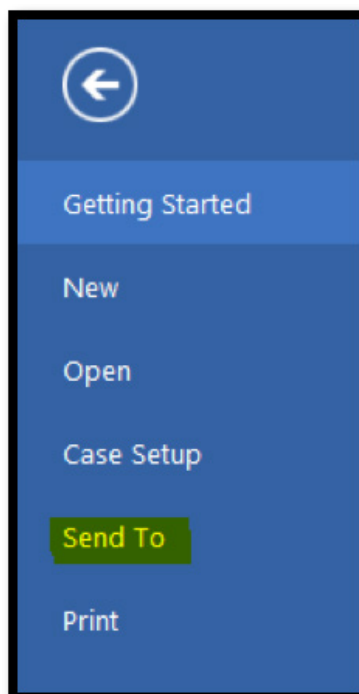 Getting Started
New
Open
Case Setup
Send To
Print